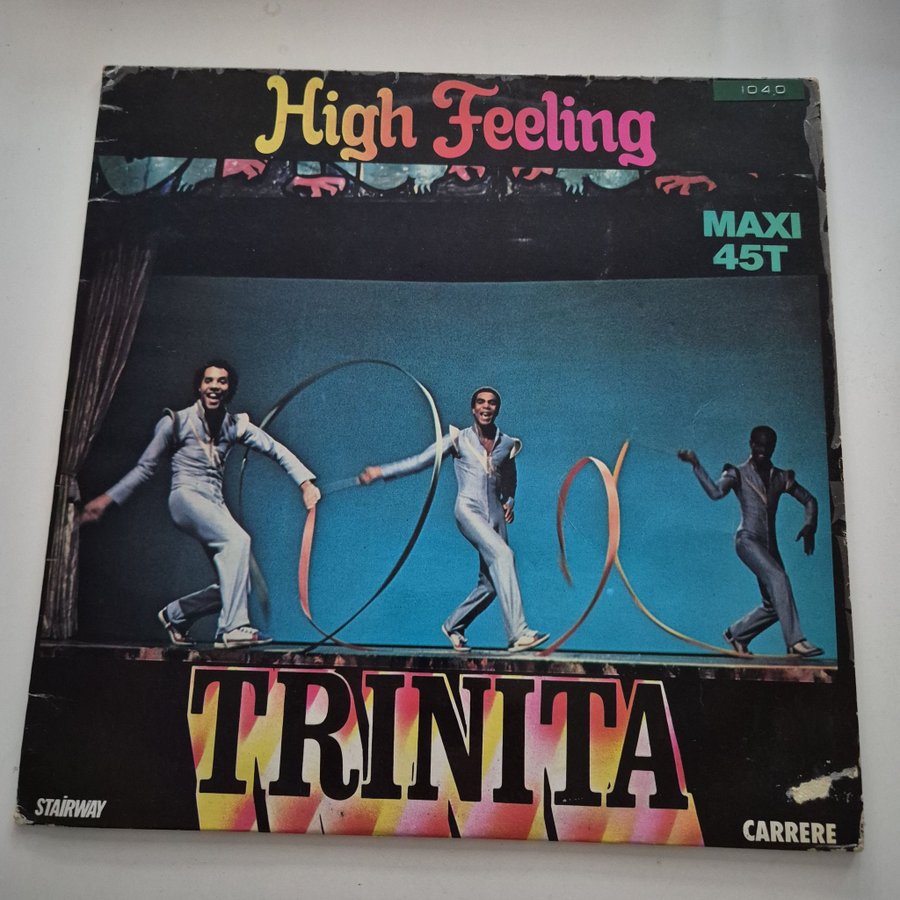 High Feeling
1040
MAXI
45T
TRINITA
STAiRWAY
CARRERE